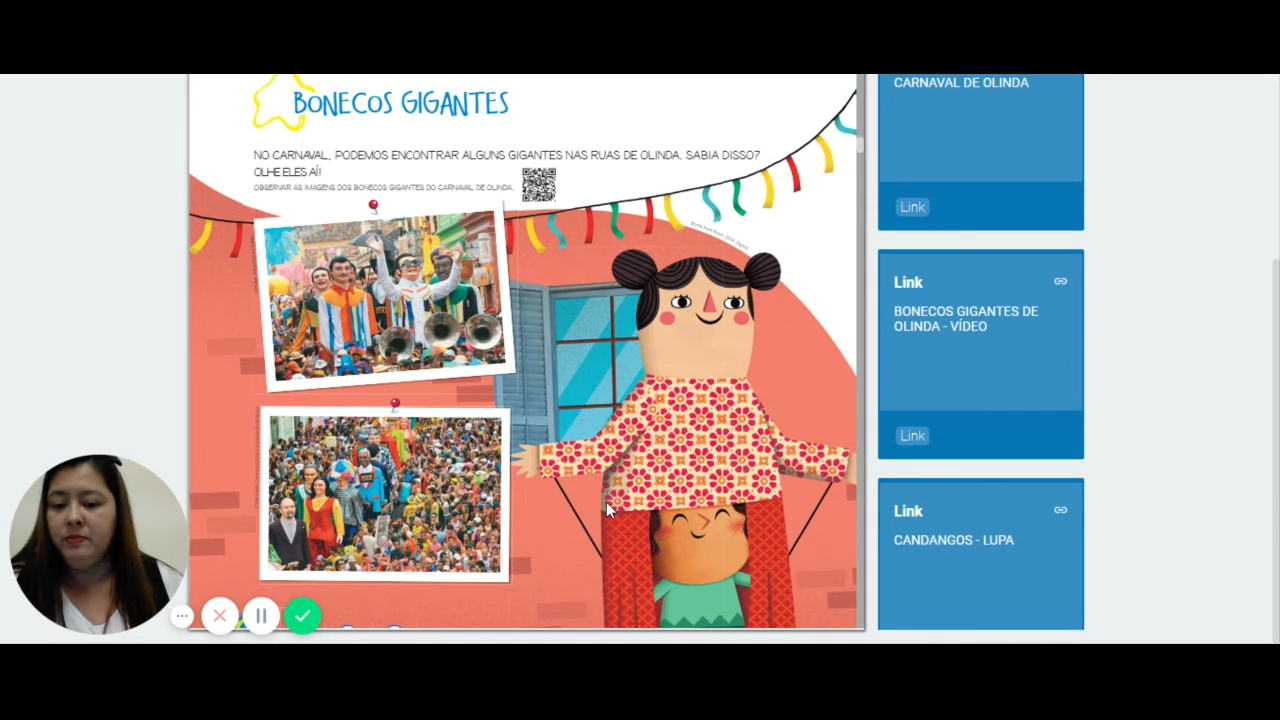 BONECOS GIGANTES
NO CARNAVAL, PODEMOS ENCONTRAR ALGUNS GIGANTES NAS RUAS DE OLINDA. SABIA DISSO?
OLHE ELES AÍ!
OBSERVAR AS IMAGENS DOS BONECOS GIGANTES DO CARNAVAL DE OLINDA.
CARNAVAL DE OLINDA
Link
Link
BONECOS GIGANTES DE
OLINDA - VÍDEO
Link
Link
CANDANGOS - LUPA